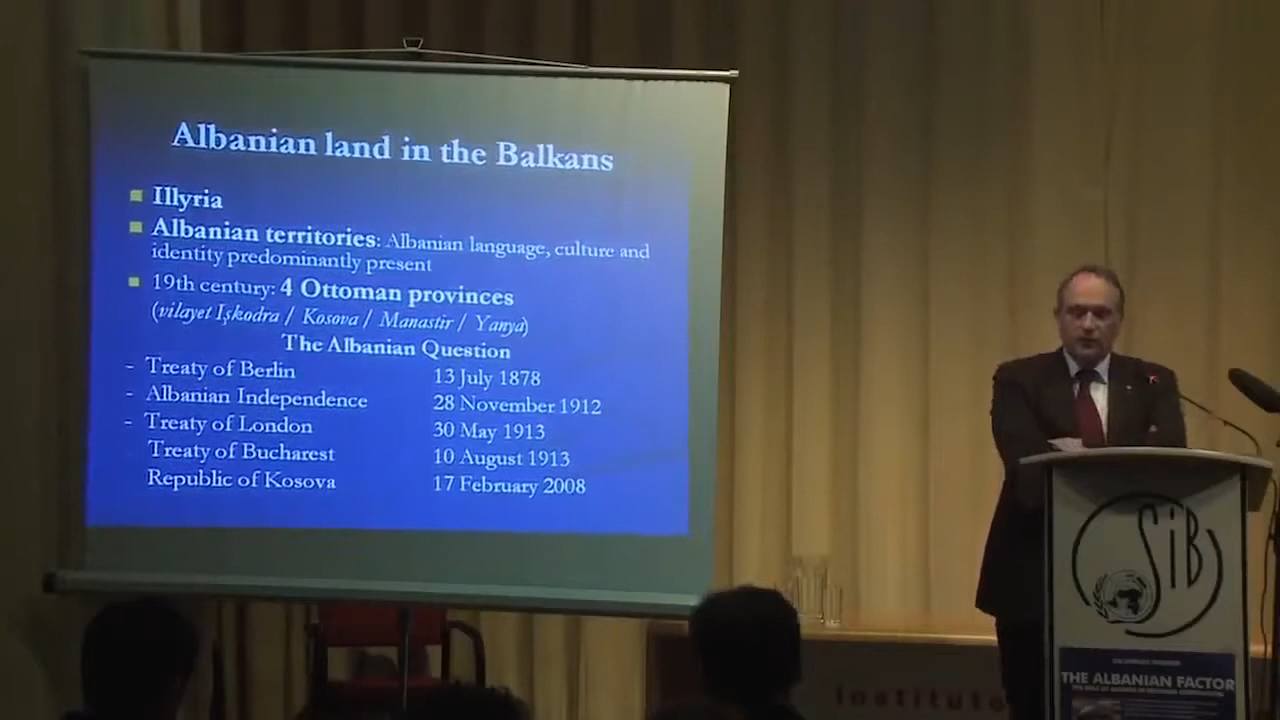 Albanian land in the Balkans
Illyria
Albanian territories: Albanian language, culture and
identity predominantly present
19th century: 4 Ottoman provinces
(vilayet Işkodra / Kosova / Manastir / Yanya)
The Albanian Question
- Treaty of Berlin 13 July 1878
- Albanian Independence 28 November 1912
- Treaty of London 30 May 1913
Treaty of Bucharest 10 August 1913
Republic of Kosova 17 February 2008
SiB
THE ALBANIAN FACTOR
instituto